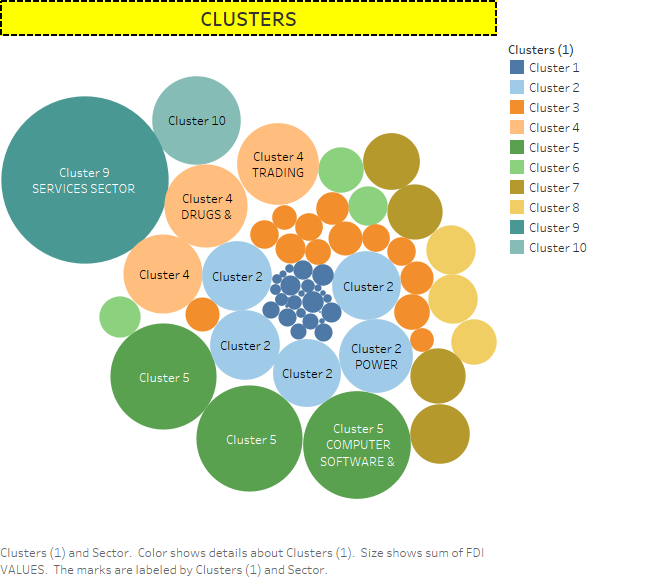 CLUSTERS
Clusters (1)
Cluster 1
Cluster 2
Cluster 3
Cluster 4
Cluster 5
Cluster 6
Cluster 7
Cluster 8
Cluster 9
Cluster 10
Cluster 10
Cluster 4
TRADING
Cluster 9
SERVICES SECTOR
Cluster 4
DRUGS &
Cluster 4
Cluster 2
Cluster 2
Cluster 2
Cluster 2
POWER
Cluster 2
Cluster 5
Cluster 5
Cluster 5
COMPUTER
SOFTWARE &
Clusters (1) and Sector.  Color shows details about Clusters (1).  Size shows sum of FDI
VALUES.  The marks are labeled by Clusters (1) and Sector.